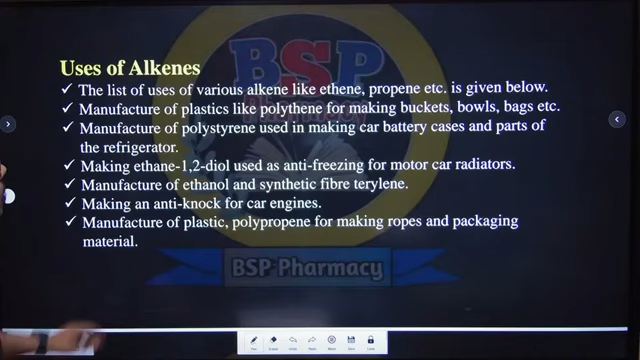 BSP
Pharmacy
Uses of Alkenes
✓ The list of uses of various alkene like ethene, propene etc. is given below.
✓ Manufacture of plastics like polythene for making buckets, bowls, bags etc.
✓ Manufacture of polystyrene used in making car battery cases and parts of
the refrigerator.
✓ Making ethane-1,2-diol used as anti-freezing for motor car radiators.
✓ Manufacture of ethanol and synthetic fibre terylene.
✓ Making an anti-knock for car engines.
✓ Manufacture of plastic, polypropene for making ropes and packaging
material.
BSP Pharmacy